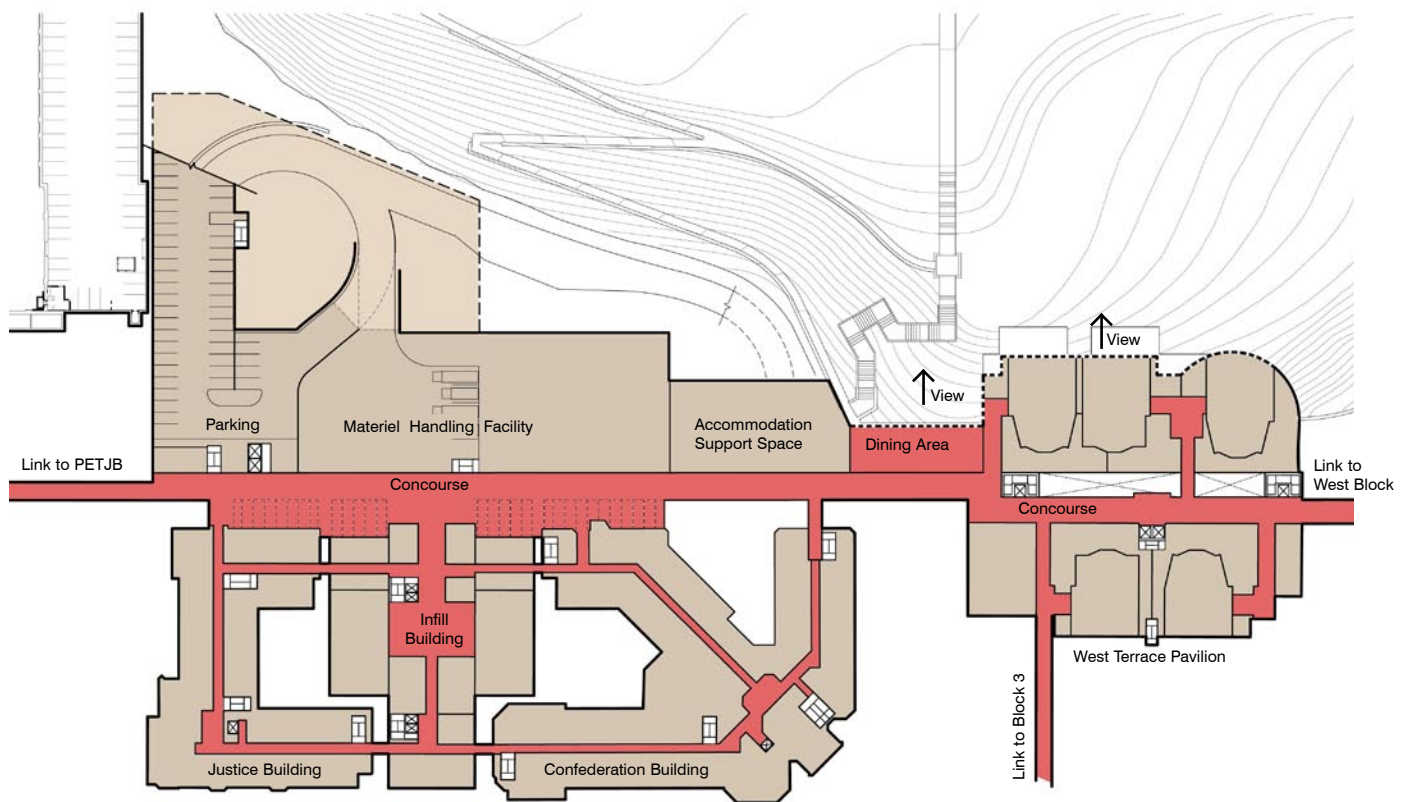 View
View
Parking
Materiel Handling Facility
Accommodation
Support Space
Dining Area
Link to PETJB
Concourse
Link to
West Block
Concourse
Infill
Building
West Terrace Pavilion
Link to Block 3
Justice Building
Confederation Building